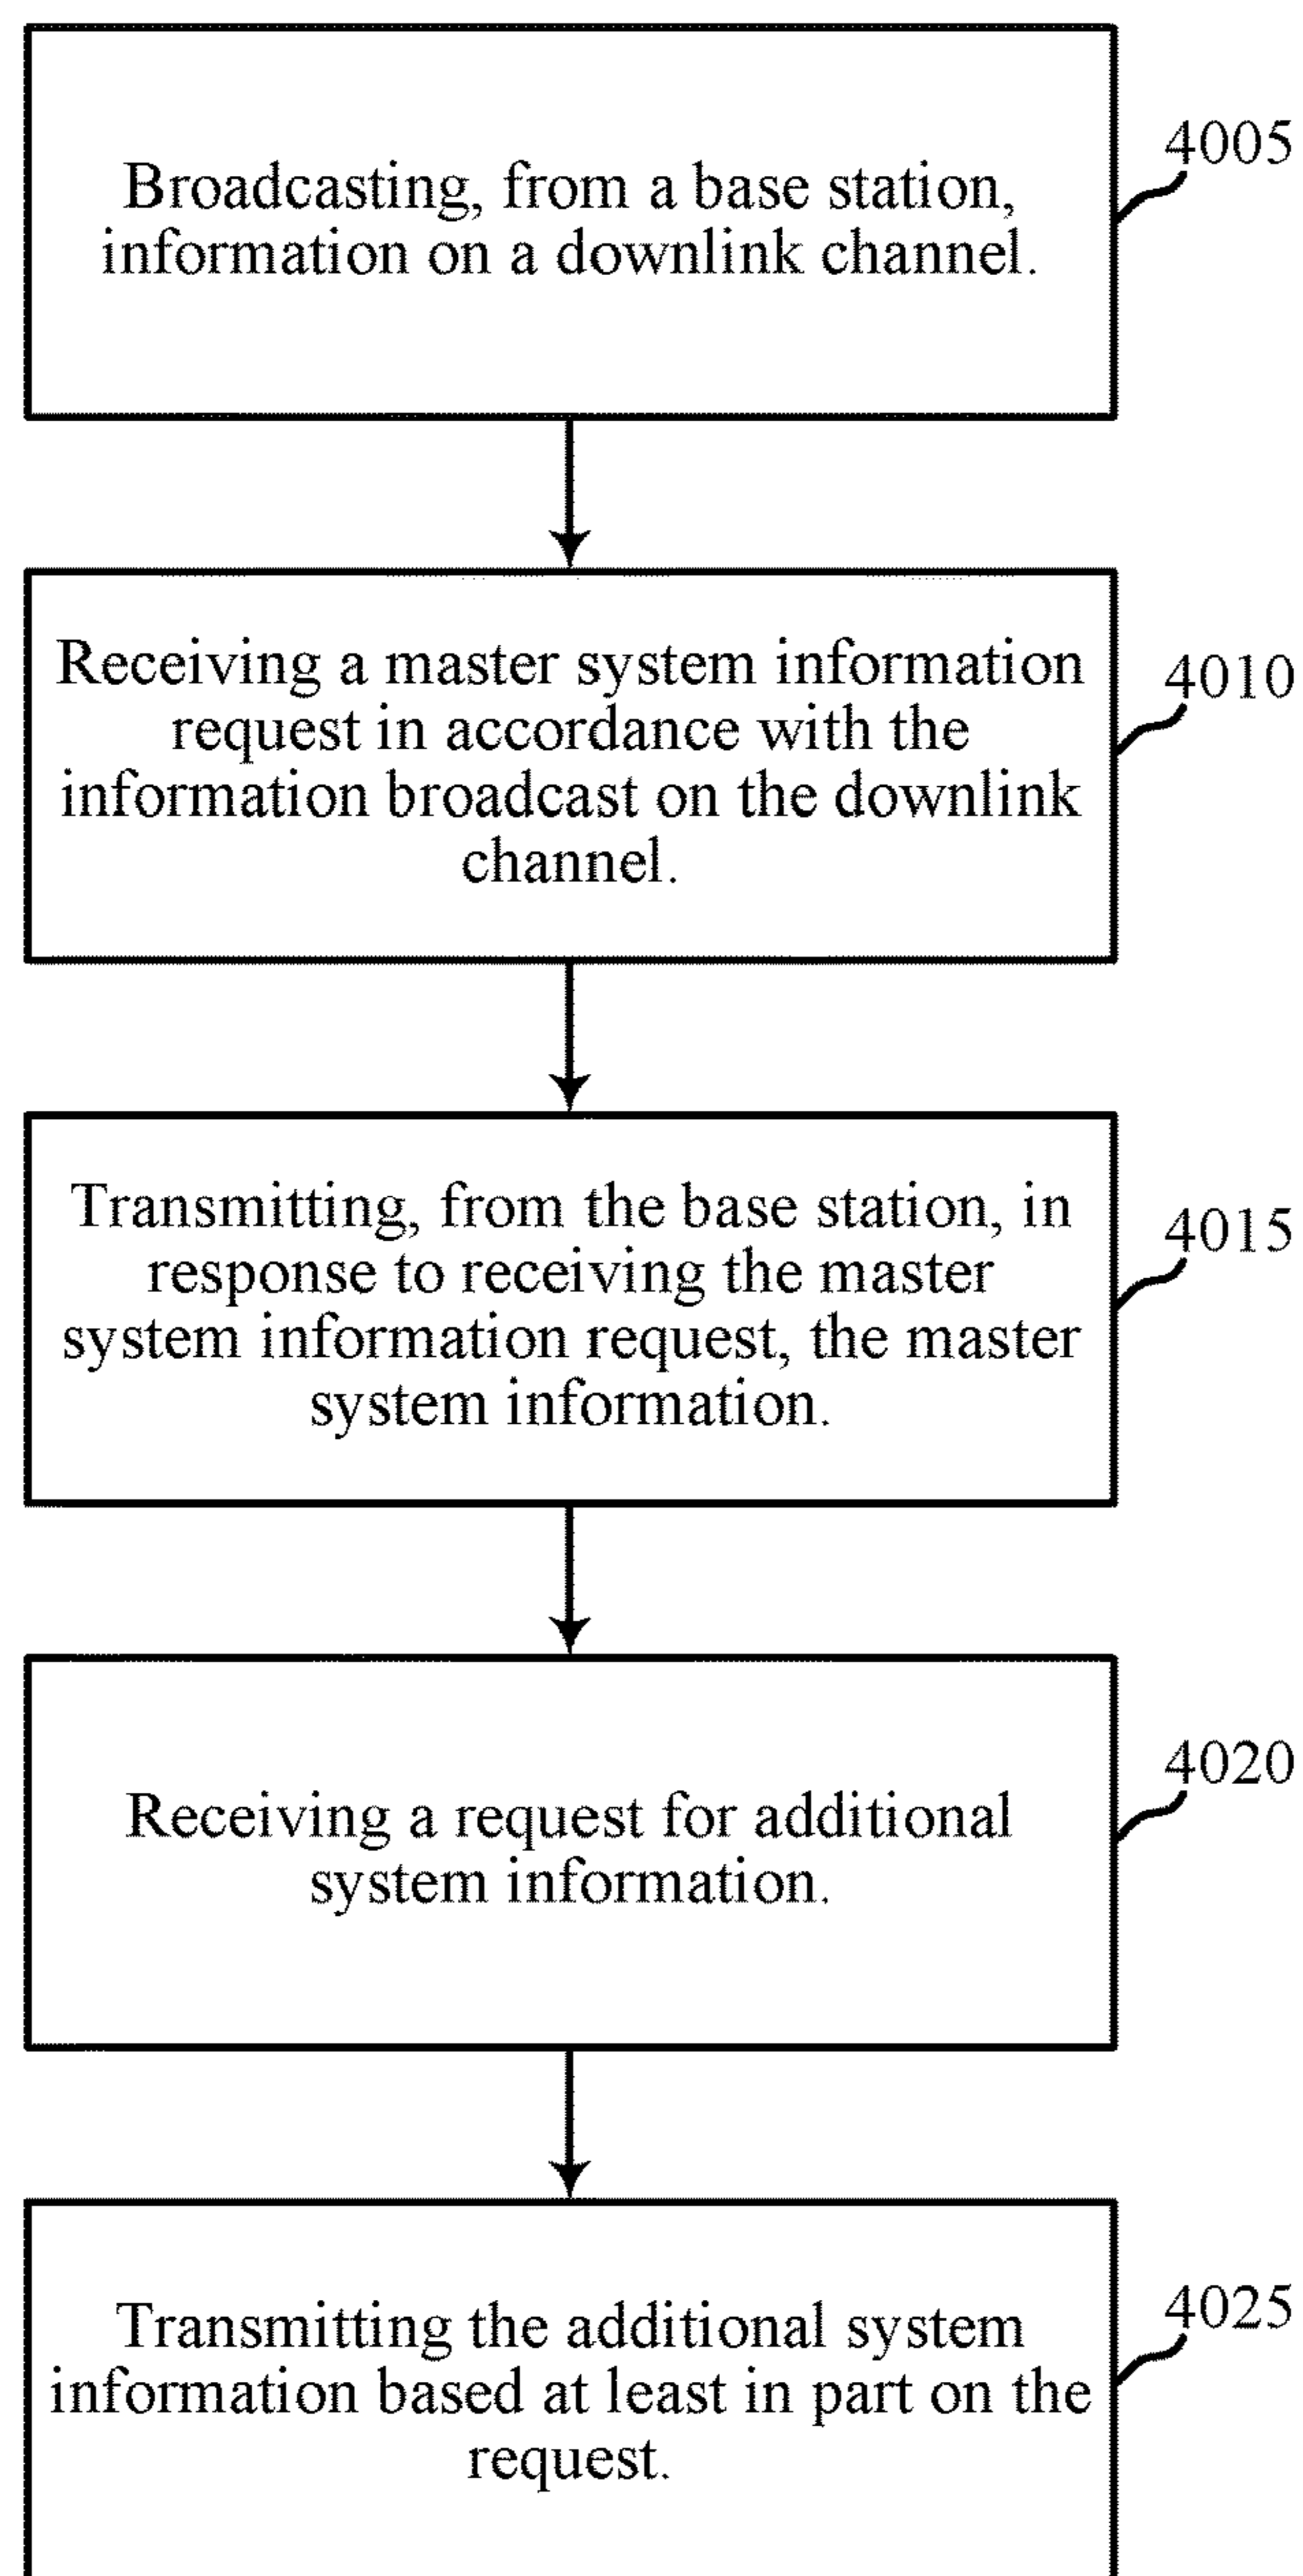 Broadcasting, from a base station,
information on a downlink channel.
4005
Receiving a master system information
request in accordance with the
information broadcast on the downlink
channel.
4010
Transmitting, from the base station, in
response to receiving the master
system information request, the master
system information.
4015
Receiving a request for additional
system information.
4020
Transmitting the additional system
information based at least in part on the
request.
4025